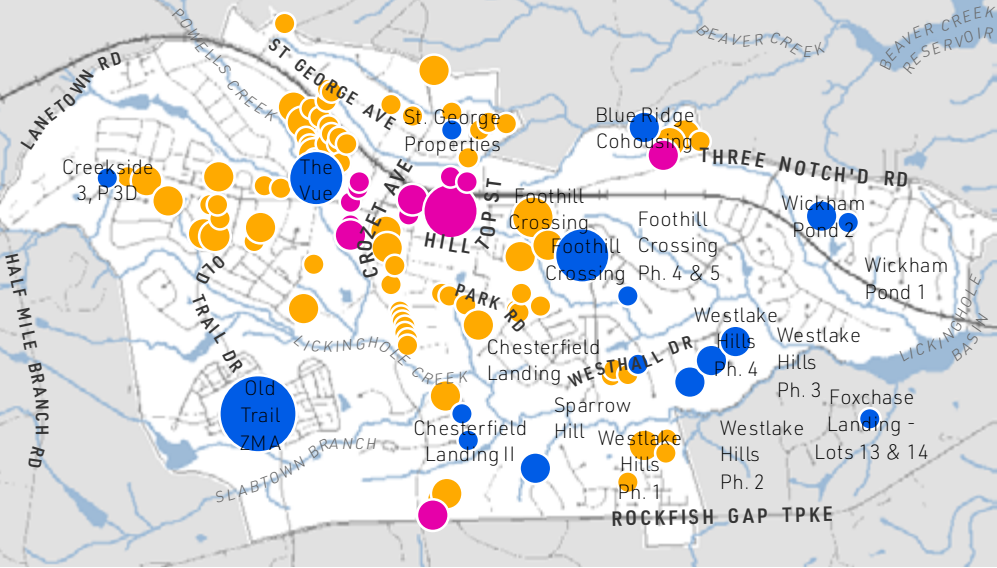 POWELLS CREEK
ST GEORGE AVE
BEAVER CREEK
BEAVER CREEK
RESERVOIR
LANETOWN RD
St. George
Properties
Blue Ridge
Cohousing
THREE NOTCH'D RD
Creekside
3, P 3D
The
Vue
CROZET AVE
HILL TOP ST
Foothill
Crossing
Foothill
Crossing
Foothill
Crossing
Ph. 4 & 5
Wickham
Pond 2
Wickham
Pond 1
LICKINGHOLE
BASIN
HALF MILE BRANCH RD
OLD TRAIL DR
PARK RD
LICKINGHOLE CREEK
Chesterfield
Landing
WESTHALL DR
Westlake
Hills
Ph. 4
Westlake
Hills
Ph. 3
Foxchase
Landing -
Lots 13 & 14
Old
Trail
ZMA
Sparrow
Hill
Chesterfield
Landing II
SLABTOWN BRANCH
Westlake
Hills
Ph. 1
Westlake
Hills
Ph. 2
ROCKFISH GAP TPKE